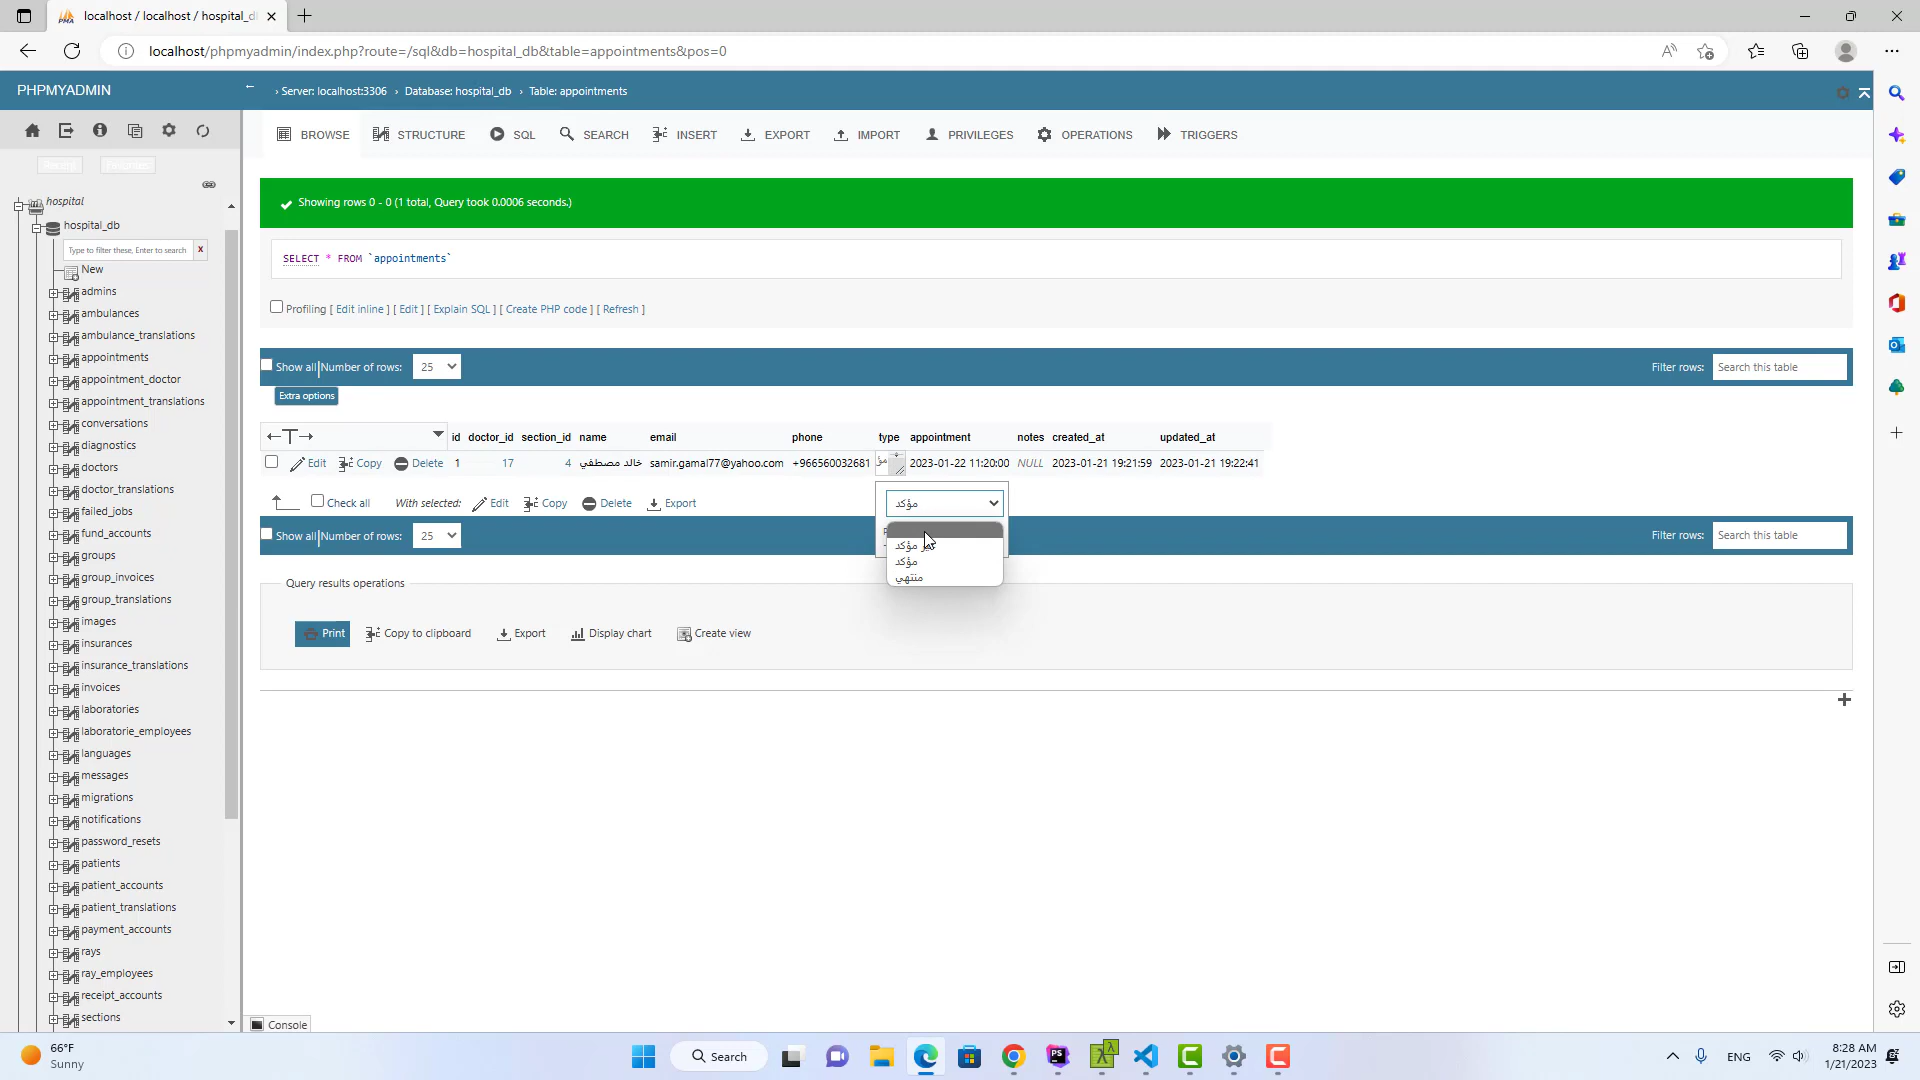 localhost / localhost / hospital_d
localhost/phpmyadmin/index.php?route=/sql&db=hospital_db&table=appointments&pos=0
PHPMYADMIN
Server: localhost:3306 › Database: hospital_db › Table: appointments
BROWSE STRUCTURE SQL SEARCH INSERT EXPORT IMPORT PRIVILEGES OPERATIONS TRIGGERS
Recent Favorites
hospital
hospital_db
Type to filter these, Enter to search X
New
admins
ambulances
ambulance_translations
appointments
appointment_doctor
appointment_translations
conversations
diagnostics
doctors
doctor_translations
failed_jobs
fund_accounts
groups
group_invoices
group_translations
images
insurances
insurance_translations
invoices
laboratories
laboratorie_employees
languages
messages
migrations
notifications
password_resets
patients
patient_accounts
patient_translations
payment_accounts
rays
ray_employees
receipt_accounts
sections
Showing rows 0 - 0 (1 total, Query took 0.0006 seconds.)
SELECT * FROM `appointments`
Profiling [ Edit inline ] [ Edit ] [ Explain SQL ] [ Create PHP code ] [ Refresh ]
Show all Number of rows: 25 Filter rows: Search this table
Extra options
id doctor_id section_id name email phone type appointment notes created_at updated_at
Edit Copy Delete 1 17 4 خالد مصطفي samir.gamal77@yahoo.com +966560032681 2023-01-22 11:20:00 NULL 2023-01-21 19:21:59 2023-01-21 19:22:41
Check all With selected: Edit Copy Delete Export
مؤكد
Show all Number of rows: 25 Filter rows: Search this table
مؤكد
مؤكد
منتهي
Query results operations
Print Copy to clipboard Export Display chart Create view
Console
66°F
Sunny
Search
ENG
8:28 AM
1/21/2023